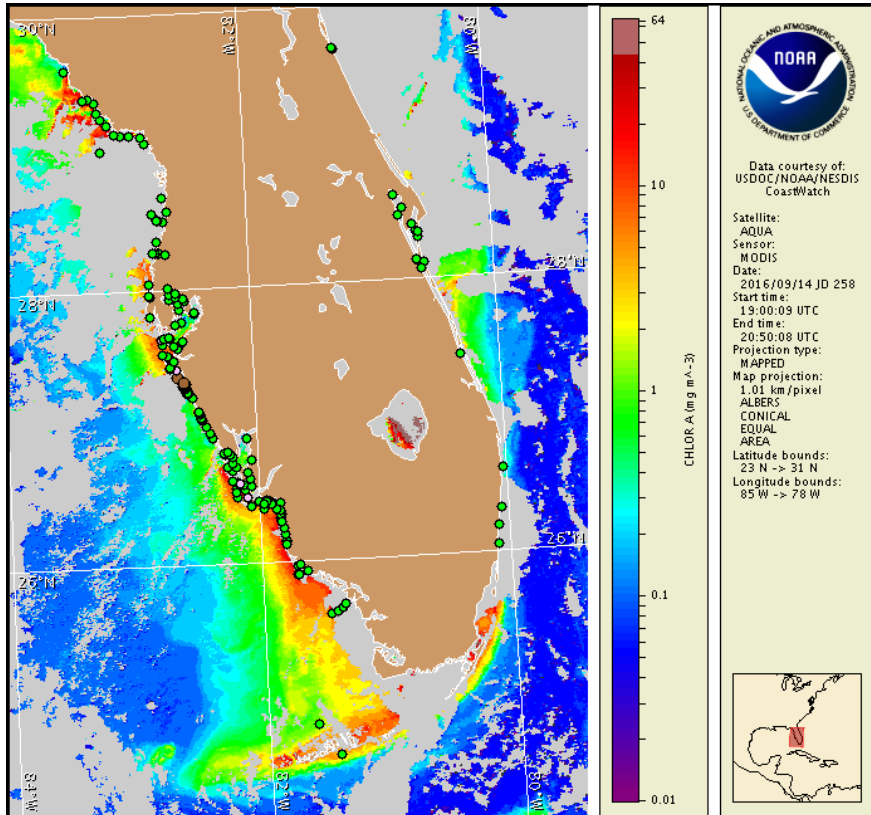 30°N
82°W
80°W
28°N
28°N
26°N
26°N
84°W
82°W
80°W
64
10
1
0.1
0.01
CHLOR A (mg m^-3)
NATIONAL OCEANIC AND ATMOSPHERIC ADMINISTRATION
NOAA
U.S. DEPARTMENT OF COMMERCE
Data courtesy of:
USDOC/NOAA/NESDIS
CoastWatch
Satellite:
AQUA
Sensor:
MODIS
Date:
2016/09/14 JD 258
Start time:
19:00:09 UTC
End time:
20:50:08 UTC
Projection type:
MAPPED
Map projection:
1.01 km/pixel
ALBERS
CONICAL
EQUAL
AREA
Latitude bounds:
23 N -> 31 N
Longitude bounds:
85 W -> 78 W